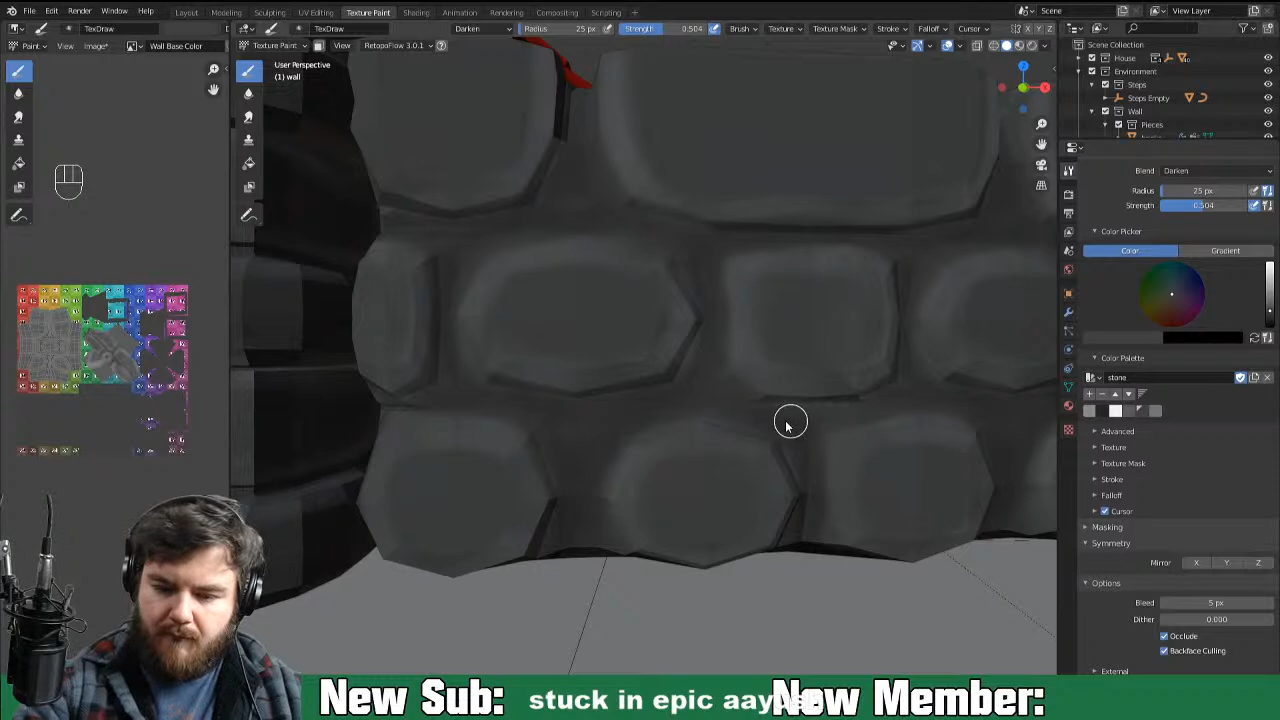 File Edit Render Window Help Layout Modeling Sculpting UV Editing Texture Paint Shading Animation Rendering Compositing Scripting + Scene View Layer
TexDraw TexDraw Darken Radius 25 px Strength 0.504 Brush Texture Texture Mask Stroke Falloff Cursor
Paint View Image* Wall Base Color Texture Paint View RetopoFlow 3.0.1
Scene Collection
House
Environment
Steps
Steps Empty
Wall
Pieces
User Perspective
(1) wall
Blend Darken
Radius 25 px
Strength 0.504
Color Picker
Color Gradient
Color Palette
stone
Advanced
Texture
Texture Mask
Stroke
Falloff
Cursor
Masking
Symmetry
Mirror X Y Z
Options
Bleed 5 px
Dither 0.000
Occlude
Backface Culling
External
New Sub: stuck in epic New Member: